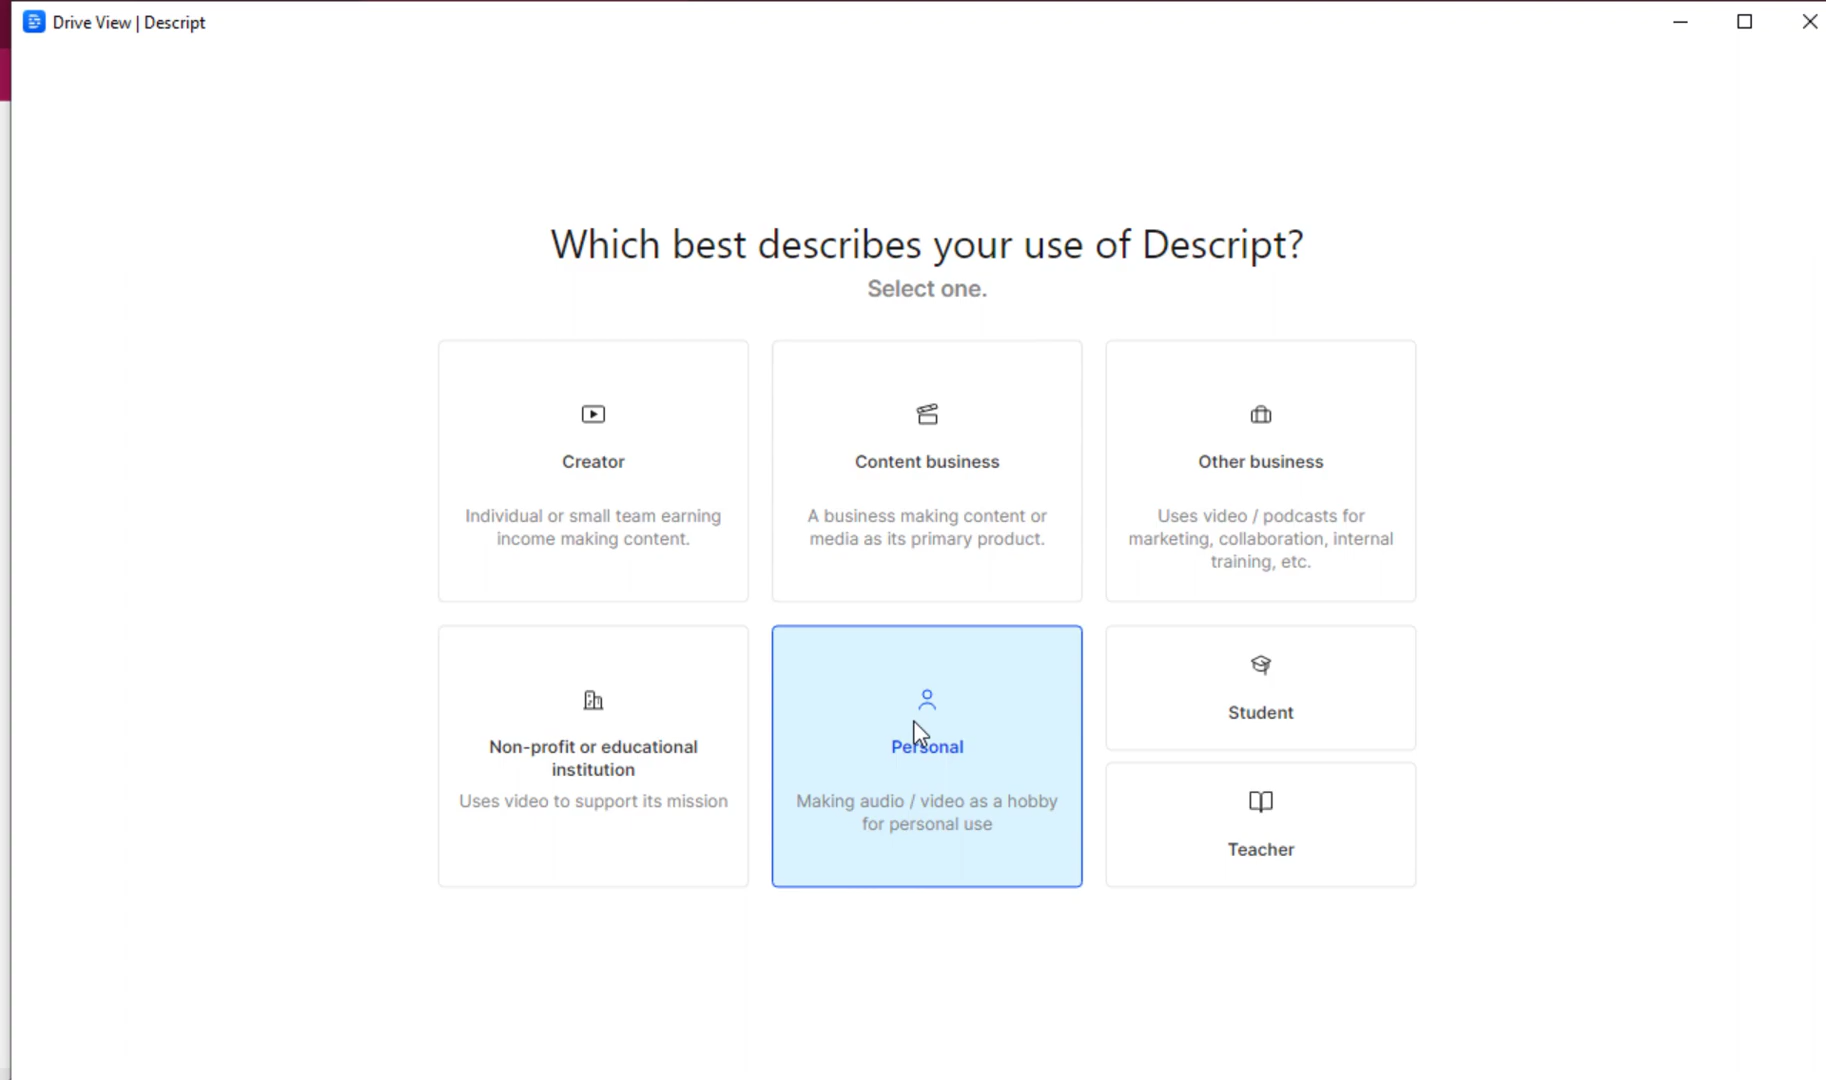 Drive View | Descript
Which best describes your use of Descript?
Select one.
Creator
Individual or small team earning
income making content.
Content business
A business making content or
media as its primary product.
Other business
Uses video / podcasts for
marketing, collaboration, internal
training, etc.
Non-profit or educational
institution
Uses video to support its mission
Personal
Making audio / video as a hobby
for personal use
Student
Teacher